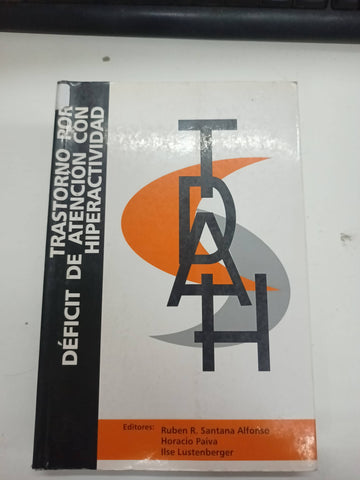 TRASTORNO POR
DÉFICIT DE ATENCIÓN CON
HIPERACTIVIDAD
TDAH
Editores: Ruben R. Santana Alfonso
Horacio Paiva
Ilse Lustenberger